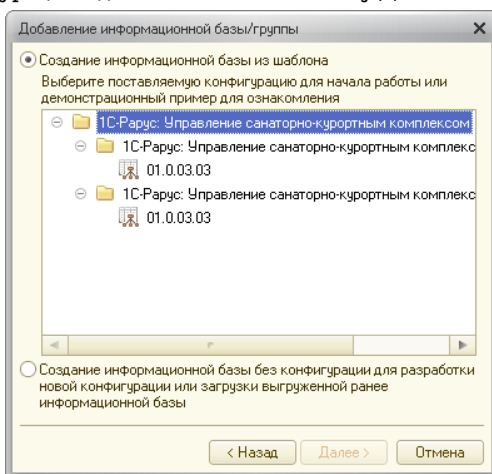 Добавление информационной базы/группы
Создание информационной базы из шаблона
Выберите поставляемую конфигурацию для начала работы или
демонстрационный пример для ознакомления
1С-Рарус: Управление санаторно-курортным комплексом
1С-Рарус: Управление санаторно-курортным комплекс
01.0.03.03
1С-Рарус: Управление санаторно-курортным комплекс
01.0.03.03
Создание информационной базы без конфигурации для разработки
новой конфигурации или загрузки выгруженной ранее
информационной базы
< Назад Далее > Отмена